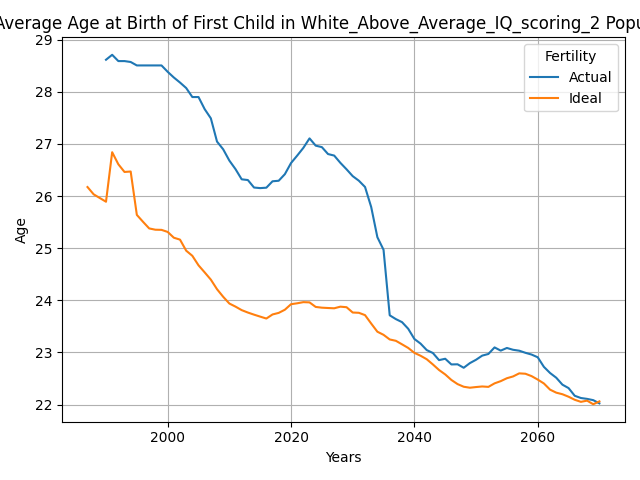 Average Age at Birth of First Child in White_Above_Average_IQ_scoring_2 Popu
Fertility
Actual
Ideal
29
28
27
26
25
24
23
22
Age
2000
2020
2040
2060
Years